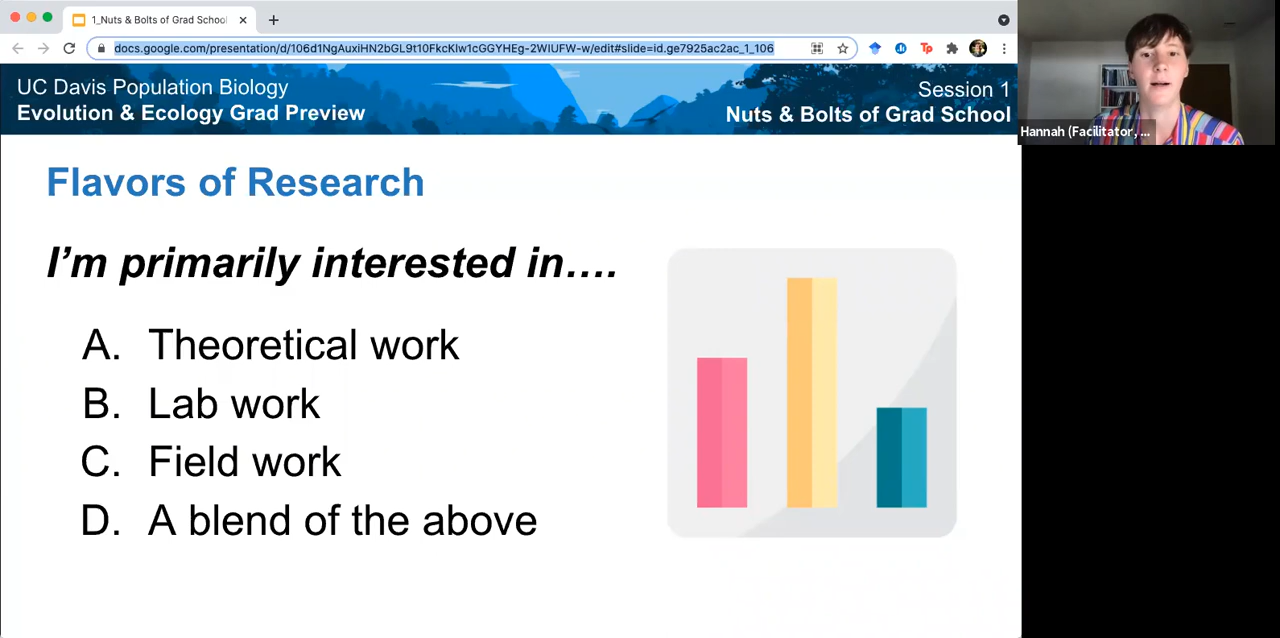 1_Nuts & Bolts of Grad School
docs.google.com/presentation/d/106d1NgAuxiHN2bGL9t10FkcKlw1cGGYHEg-2WIUFW-w/edit#slide=id.ge7925ac2ac_1_106
Tp
UC Davis Population Biology
Evolution & Ecology Grad Preview
Session 1
Nuts & Bolts of Grad School
Hannah (Facilitator, ...
Flavors of Research
I’m primarily interested in….
A. Theoretical work
B. Lab work
C. Field work
D. A blend of the above